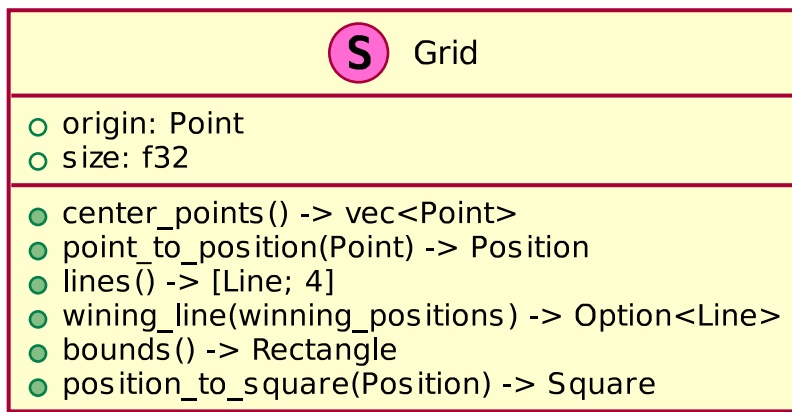 S Grid
origin: Point
size: f32
center_points() -> vec<Point>
point_to_position(Point) -> Position
lines() -> [Line; 4]
wining_line(winning_positions) -> Option<Line>
bounds() -> Rectangle
position_to_square(Position) -> Square